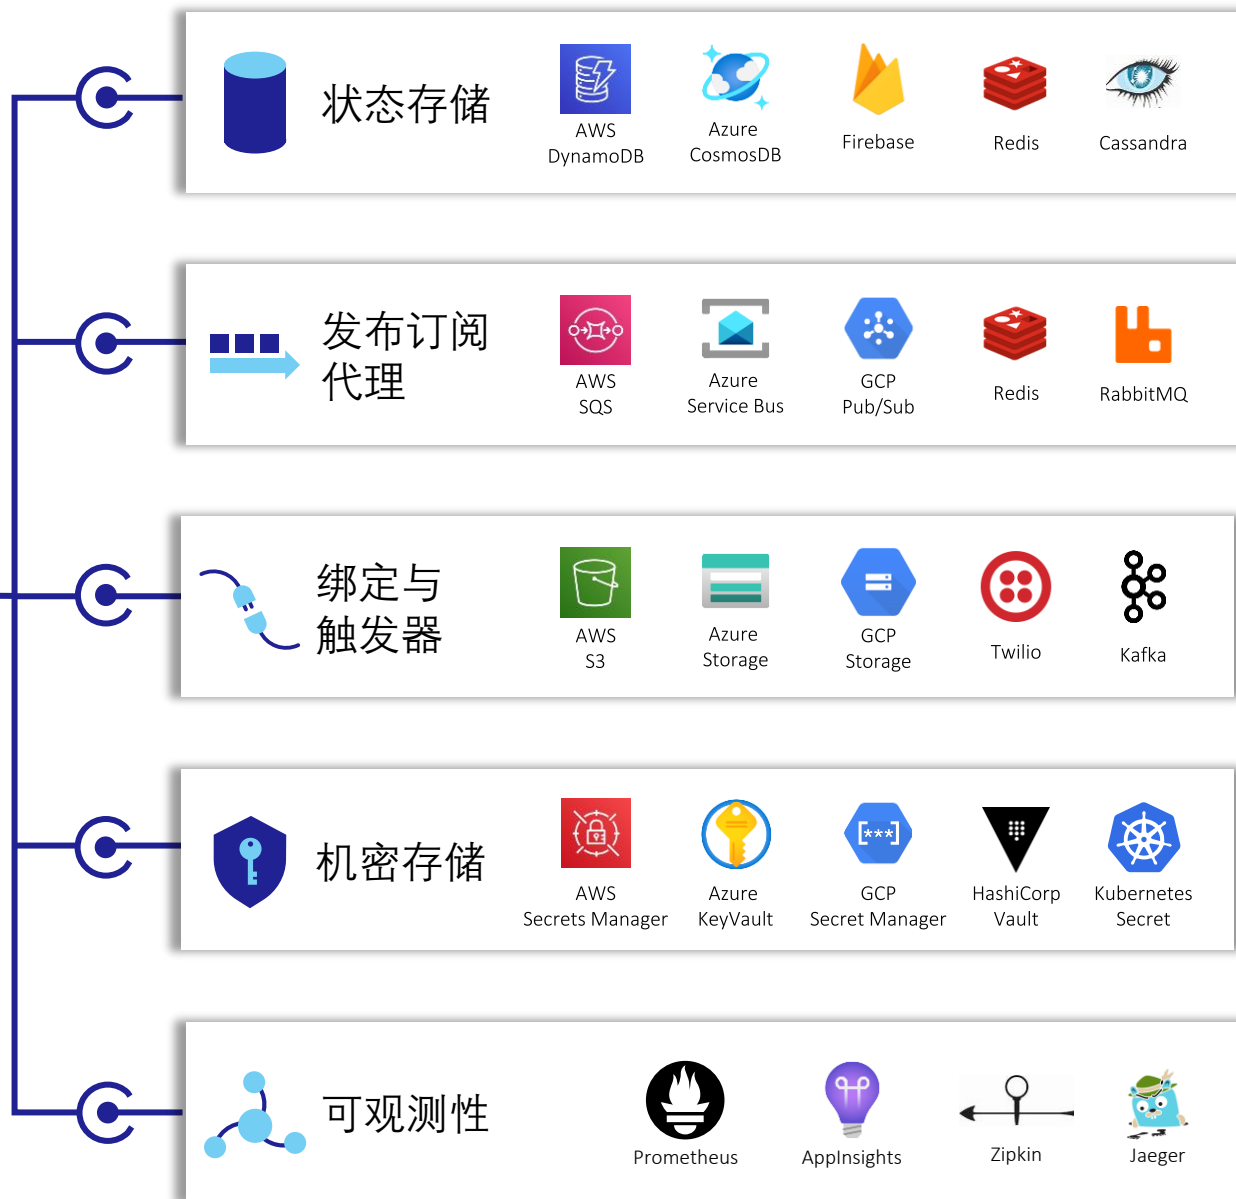 状态存储
AWS
DynamoDB
Azure
CosmosDB
Firebase
Redis
Cassandra
发布订阅
代理
AWS
SQS
Azure
Service Bus
GCP
Pub/Sub
Redis
RabbitMQ
绑定与
触发器
AWS
S3
Azure
Storage
GCP
Storage
Twilio
Kafka
机密存储
AWS
Secrets Manager
Azure
KeyVault
[***]
GCP
Secret Manager
HashiCorp
Vault
Kubernetes
Secret
可观测性
Prometheus
AppInsights
Zipkin
Jaeger